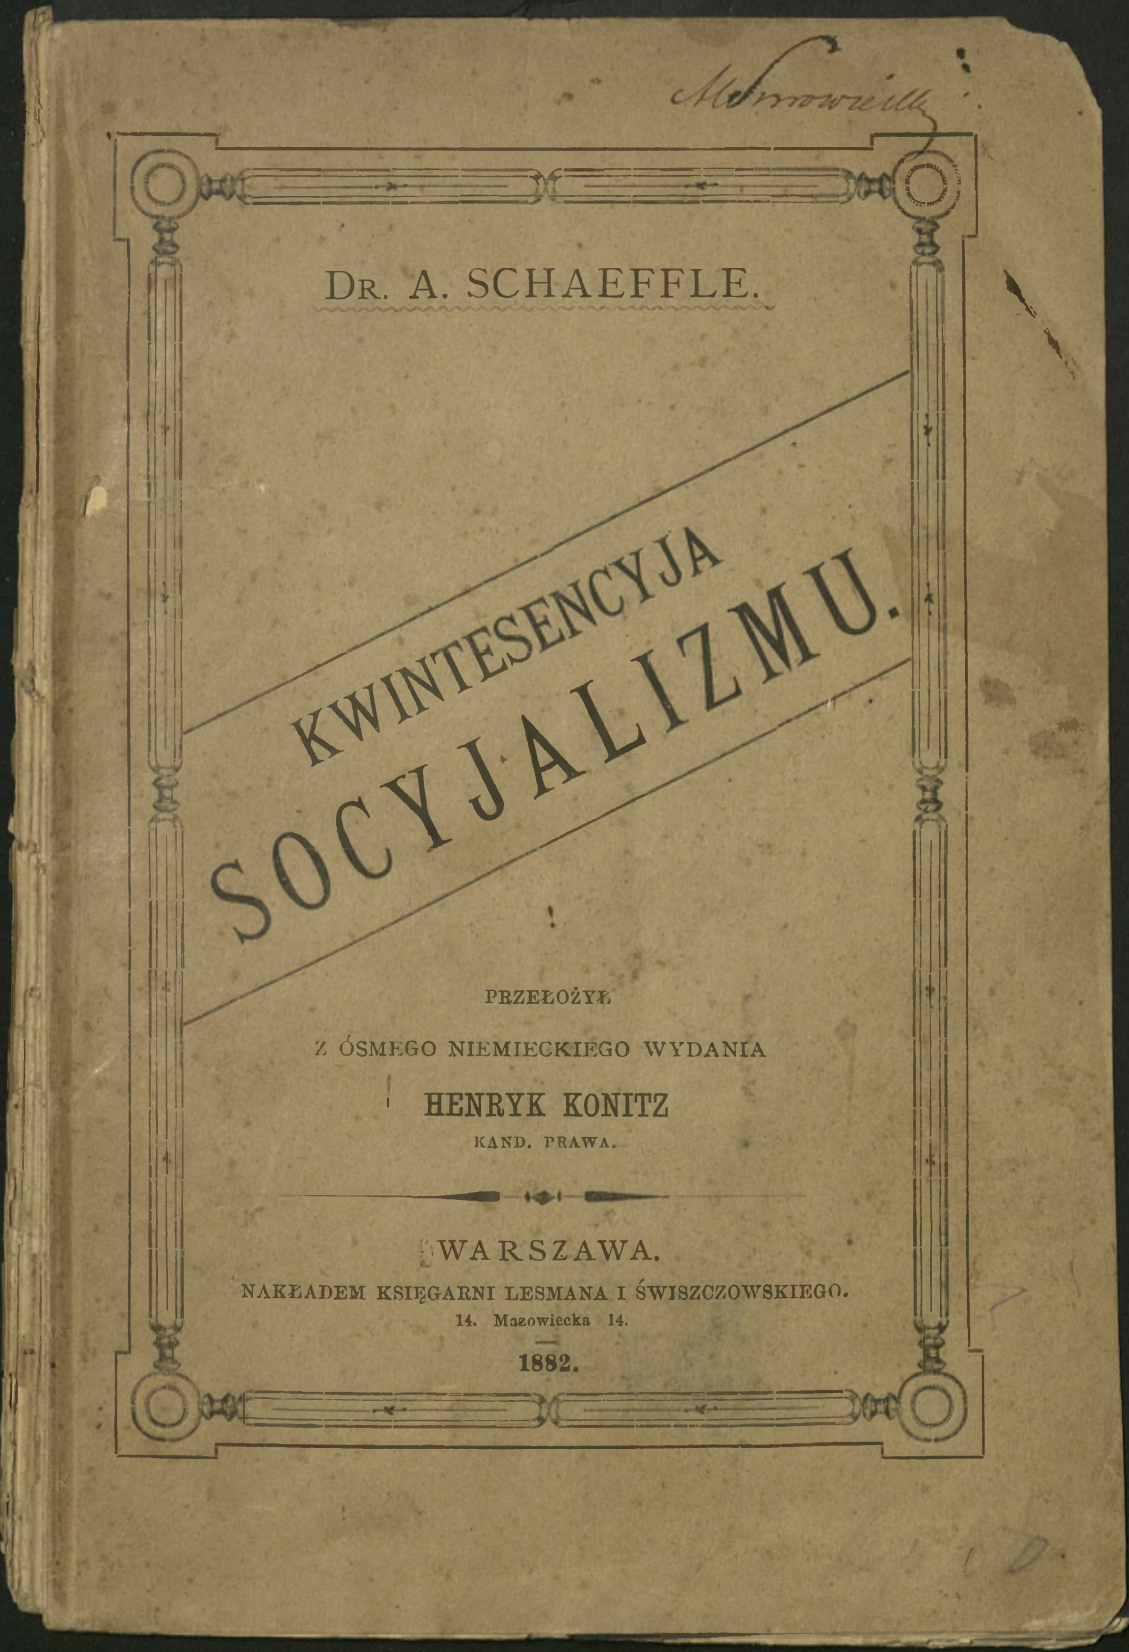 DR. A. SCHAEFFLE.
KWINTESENCYJA
SOCYJALIZMU.
PRZEŁOŻYŁ
Z ÓSMEGO NIEMIECKIEGO WYDANIA
HENRYK KONITZ
KAND. PRAWA.
WARSZAWA.
NAKŁADEM KSIĘGARNI LESMANA I ŚWISZCZOWSKIEGO.
14. Mazowiecka 14.
1882.